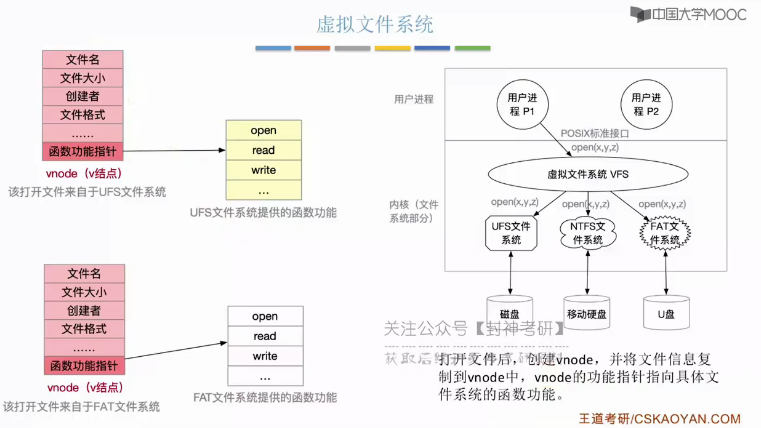 虚拟文件系统
中国大学MOOC
文件名
文件大小
创建者
文件格式
......
函数功能指针
vnode（v结点）
该打开文件来自于UFS文件系统
open
read
write
...
UFS文件系统提供的函数功能
文件名
文件大小
创建者
文件格式
......
函数功能指针
vnode（v结点）
该打开文件来自于FAT文件系统
open
read
write
...
FAT文件系统提供的函数功能
用户进程
用户进
程 P1
用户进
程 P2
POSIX标准接口
open(x,y,z)
虚拟文件系统 VFS
内核（文件
系统部分）
open(x,y,z)
open(x,y,z)
open(x,y,z)
UFS文件
系统
NTFS文
件系统
FAT文
件系统
磁盘
移动硬盘
U盘
关注公众号【封神考研】
打开文件后，创建vnode，并将文件信息复
制到vnode中，vnode的功能指针指向具体文
件系统的函数功能。
王道考研/CSKAOYAN.COM